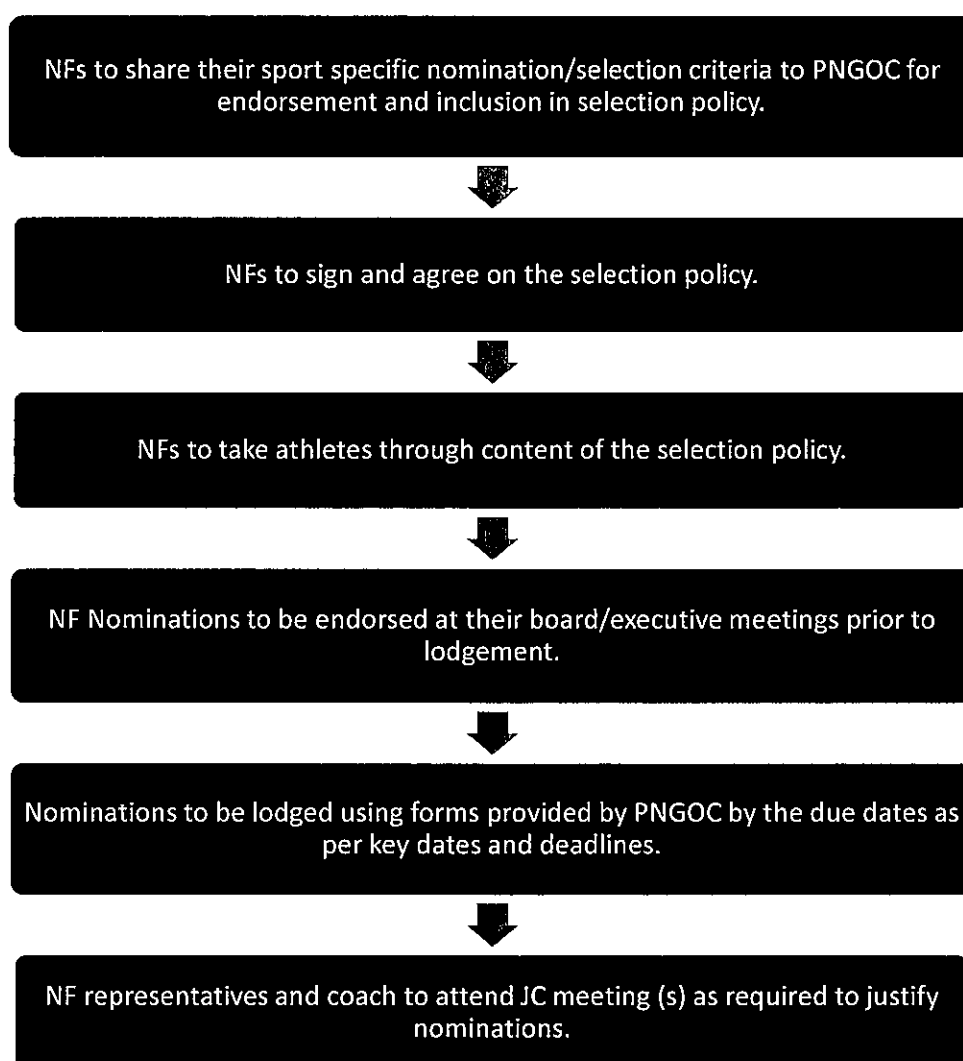 NFs to share their sport specific nomination/selection criteria to PNGOC for
endorsement and inclusion in selection policy.
NFs to sign and agree on the selection policy.
NFs to take athletes through content of the selection policy.
NF Nominations to be endorsed at their board/executive meetings prior to
lodgement.
Nominations to be lodged using forms provided by PNGOC by the due dates as
per key dates and deadlines.
NF representatives and coach to attend JC meeting (s) as required to justify
nominations.